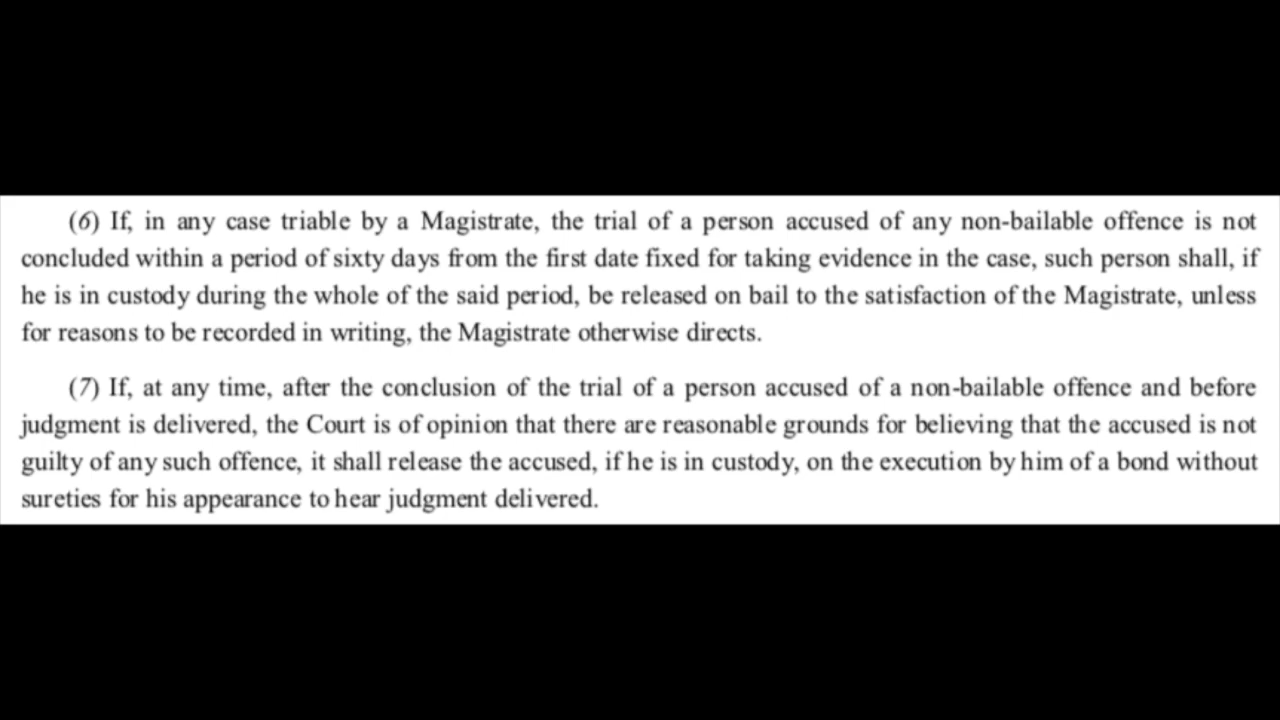 (6) If, in any case triable by a Magistrate, the trial of a person accused of any non-bailable offence is not
concluded within a period of sixty days from the first date fixed for taking evidence in the case, such person shall, if
he is in custody during the whole of the said period, be released on bail to the satisfaction of the Magistrate, unless
for reasons to be recorded in writing, the Magistrate otherwise directs.
(7) If, at any time, after the conclusion of the trial of a person accused of a non-bailable offence and before
judgment is delivered, the Court is of opinion that there are reasonable grounds for believing that the accused is not
guilty of any such offence, it shall release the accused, if he is in custody, on the execution by him of a bond without
sureties for his appearance to hear judgment delivered.